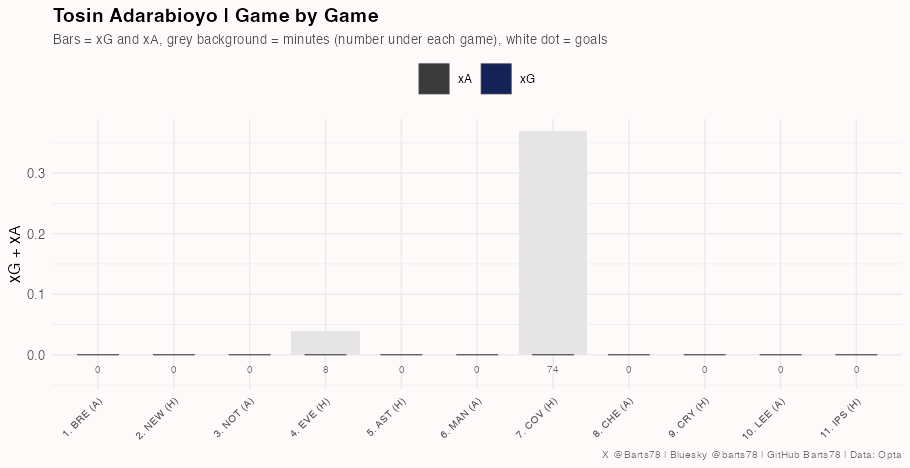 Tosin Adarabioyo | Game by Game
Bars = xG and xA, grey background = minutes (number under each game), white dot = goals
xA xG
xG + xA
0.3
0.2
0.1
0.0
0 0 0 8 0 0 74 0 0 0 0
1. BRE (A) 2. NEW (H) 3. NOT (A) 4. EVE (H) 5. AST (H) 6. MAN (A) 7. COV (H) 8. CHE (A) 9. CRY (H) 10. LEE (A) 11. IPS (H)
X @Barts78 | Bluesky @barts78 | GitHub Barts78 | Data: Opta